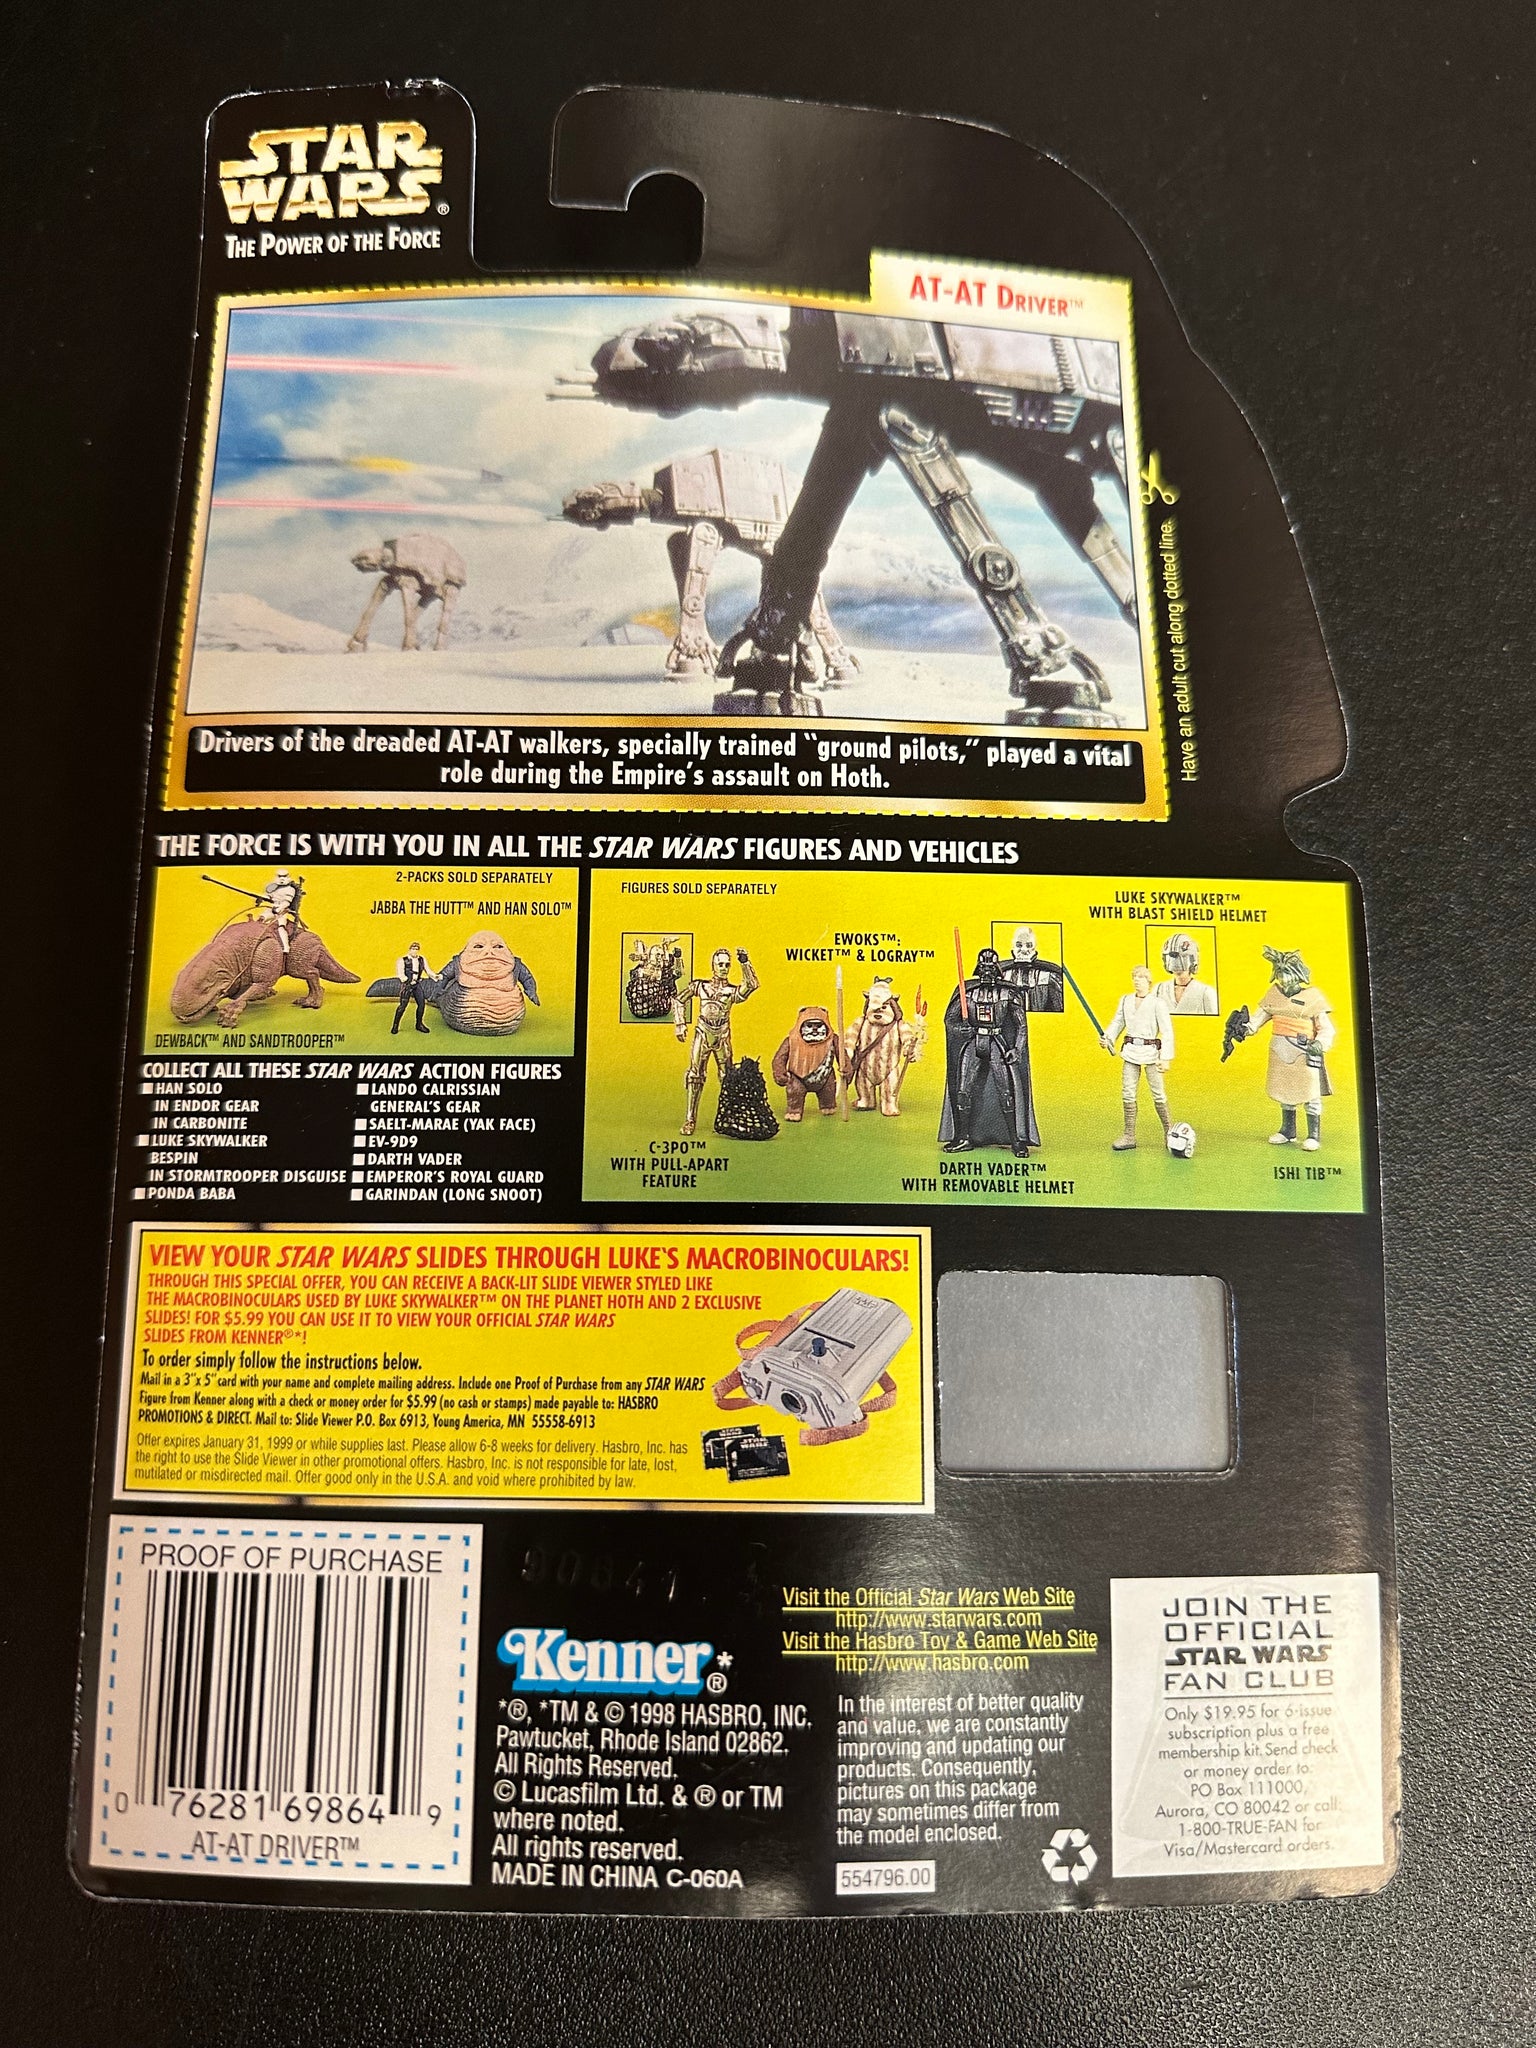 STAR
WARS®
THE POWER OF THE FORCE
AT-AT DRIVER™
Have an adult cut along dotted line.
Drivers of the dreaded AT-AT walkers, specially trained "ground pilots," played a vital
role during the Empire's assault on Hoth.
THE FORCE IS WITH YOU IN ALL THE STAR WARS FIGURES AND VEHICLES
2-PACKS SOLD SEPARATELY
JABBA THE HUTT™ AND HAN SOLO™
DEWBACK™ AND SANDTROOPER™
FIGURES SOLD SEPARATELY
EWOKS™:
WICKET™ & LOGRAY™
LUKE SKYWALKER™
WITH BLAST SHIELD HELMET
C-3PO™
WITH PULL-APART
FEATURE
DARTH VADER™
WITH REMOVABLE HELMET
ISHI TIB™
COLLECT ALL THESE STAR WARS ACTION FIGURES
HAN SOLO
IN ENDOR GEAR
IN CARBONITE
LUKE SKYWALKER
BESPIN
IN STORMTROOPER DISGUISE
PONDA BABA
LANDO CALRISSIAN
GENERAL'S GEAR
SAELT-MARAE (YAK FACE)
EV-9D9
DARTH VADER
EMPEROR'S ROYAL GUARD
GARINDAN (LONG SNOOT)
VIEW YOUR STAR WARS SLIDES THROUGH LUKE'S MACROBINOCULARS!
THROUGH THIS SPECIAL OFFER, YOU CAN RECEIVE A BACK-LIT SLIDE VIEWER STYLED LIKE
THE MACROBINOCULARS USED BY LUKE SKYWALKER™ ON THE PLANET HOTH AND 2 EXCLUSIVE
SLIDES! FOR $5.99 YOU CAN USE IT TO VIEW YOUR OFFICIAL STAR WARS
SLIDES FROM KENNER®*!
To order simply follow the instructions below.
Mail in a 3"x 5"card with your name and complete mailing address. Include one Proof of Purchase from any STAR WARS
Figure from Kenner along with a check or money order for $5.99 (no cash or stamps) made payable to: HASBRO
PROMOTIONS & DIRECT. Mail to: Slide Viewer P.O. Box 6913, Young America, MN 55558-6913
Offer expires January 31, 1999 or while supplies last. Please allow 6-8 weeks for delivery. Hasbro, Inc. has
the right to use the Slide Viewer in other promotional offers. Hasbro, Inc. is not responsible for late, lost,
mutilated or misdirected mail. Offer good only in the U.S.A. and void where prohibited by law.
PROOF OF PURCHASE
0 76281 69864 9
AT-AT DRIVER™
Kenner®*
*®, *TM & © 1998 HASBRO, INC.
Pawtucket, Rhode Island 02862.
All Rights Reserved.
© Lucasfilm Ltd. & ® or TM
where noted.
All rights reserved.
MADE IN CHINA C-060A
Visit the Official Star Wars Web Site
http://www.starwars.com
Visit the Hasbro Toy & Game Web Site
http://www.hasbro.com
In the interest of better quality
and value, we are constantly
improving and updating our
products. Consequently,
pictures on this package
may sometimes differ from
the model enclosed.
554796.00
JOIN THE
OFFICIAL
STAR WARS
FAN CLUB
Only $19.95 for 6-issue
subscription plus a free
membership kit. Send check
or money order to:
PO Box 111000,
Aurora, CO 80042 or call:
1-800-TRUE-FAN for
Visa/Mastercard orders.